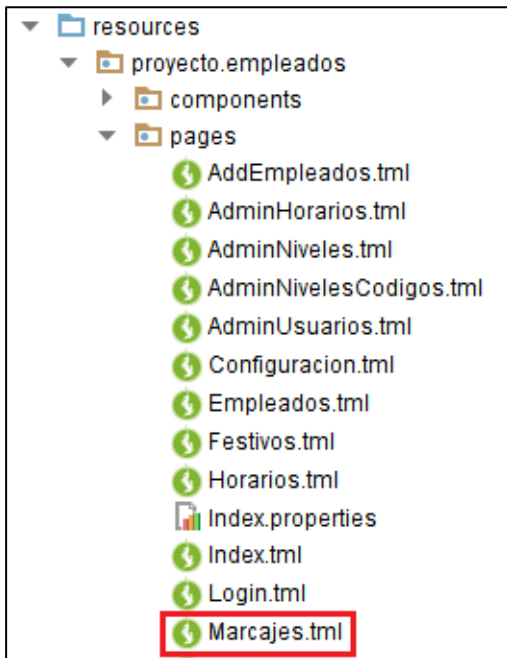 resources
proyecto.empleados
components
pages
AddEmpleados.tml
AdminHorarios.tml
AdminNiveles.tml
AdminNivelesCodigos.tml
AdminUsuarios.tml
Configuracion.tml
Empleados.tml
Festivos.tml
Horarios.tml
Index.properties
Index.tml
Login.tml
Marcajes.tml